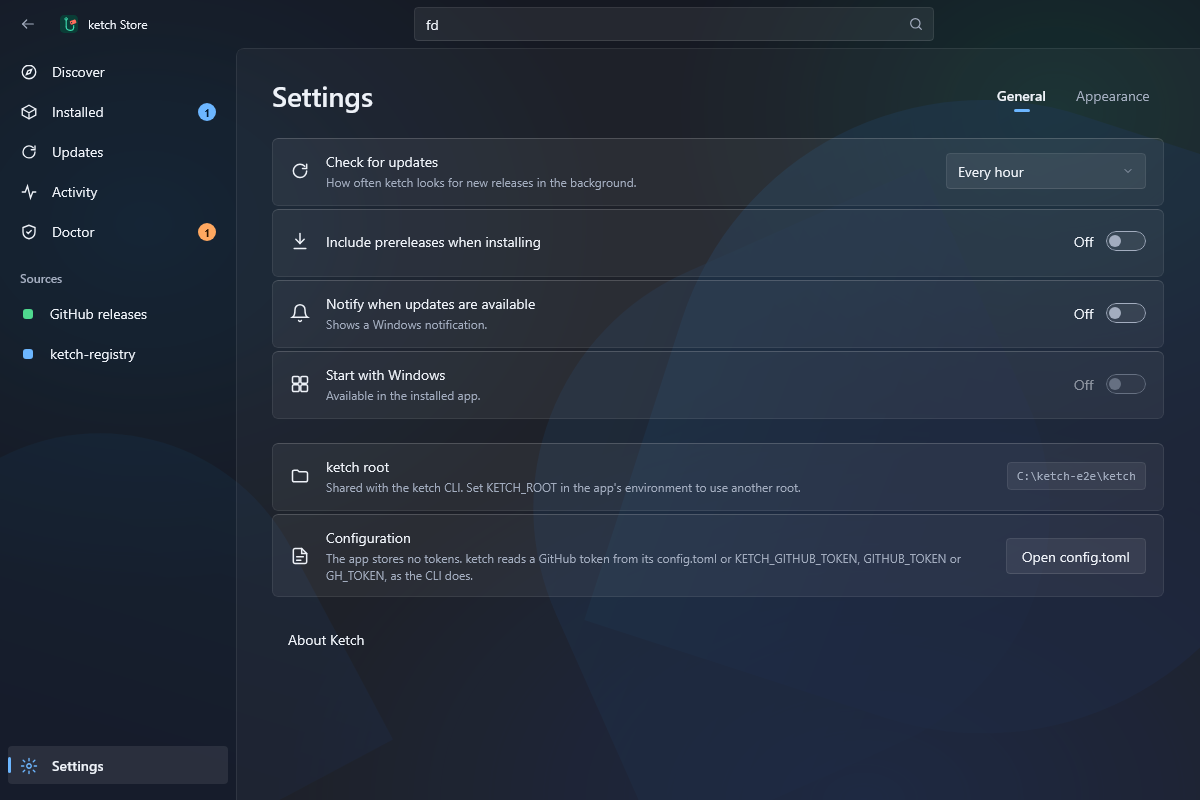 ketch Store
fd
Discover
Installed
1
Updates
Activity
Doctor
1
Sources
GitHub releases
ketch-registry
Settings
Settings
General
Appearance
Check for updates
How often ketch looks for new releases in the background.
Every hour
Include prereleases when installing
Off
Notify when updates are available
Shows a Windows notification.
Off
Start with Windows
Available in the installed app.
Off
ketch root
Shared with the ketch CLI. Set KETCH_ROOT in the app's environment to use another root.
C:\ketch-e2e\ketch
Configuration
The app stores no tokens. ketch reads a GitHub token from its config.toml or KETCH_GITHUB_TOKEN, GITHUB_TOKEN or
GH_TOKEN, as the CLI does.
Open config.toml
About Ketch